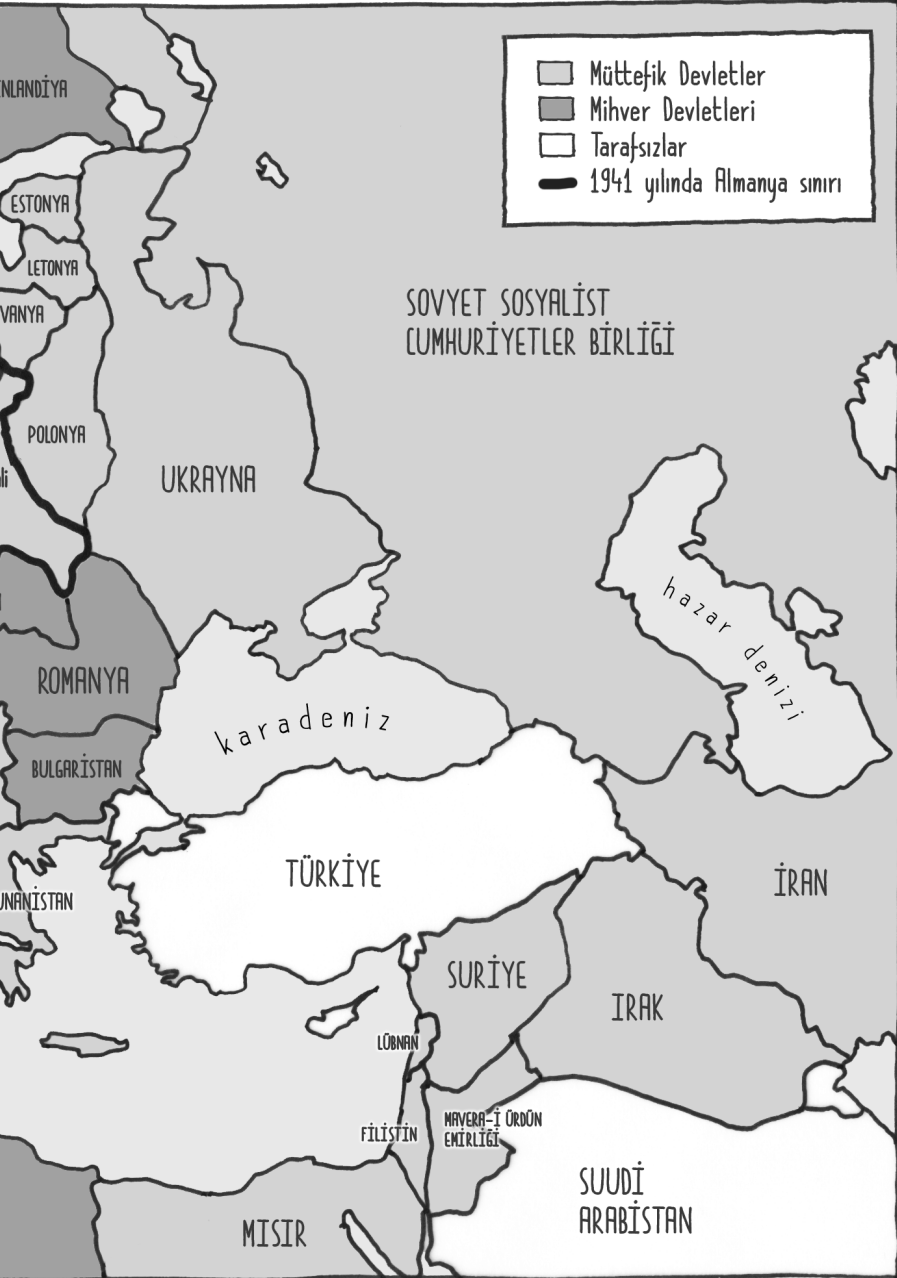 Müttefik Devletler
Mihver Devletleri
Tarafsızlar
1941 yılında Almanya sınırı
NLANDİYA
ESTONYA
LETONYA
VANYA
SOVYET SOSYALİST
CUMHURİYETLER BİRLİĞİ
POLONYA
li
UKRAYNA
hazar denizi
ROMANYA
karadeniz
BULGARİSTAN
TÜRKİYE
İRAN
UNANİSTAN
SURİYE
IRAK
LÜBNAN
FİLİSTİN
MAVERA-İ ÜRDÜN
EMİRLİĞİ
SUUDİ
ARABİSTAN
MISIR